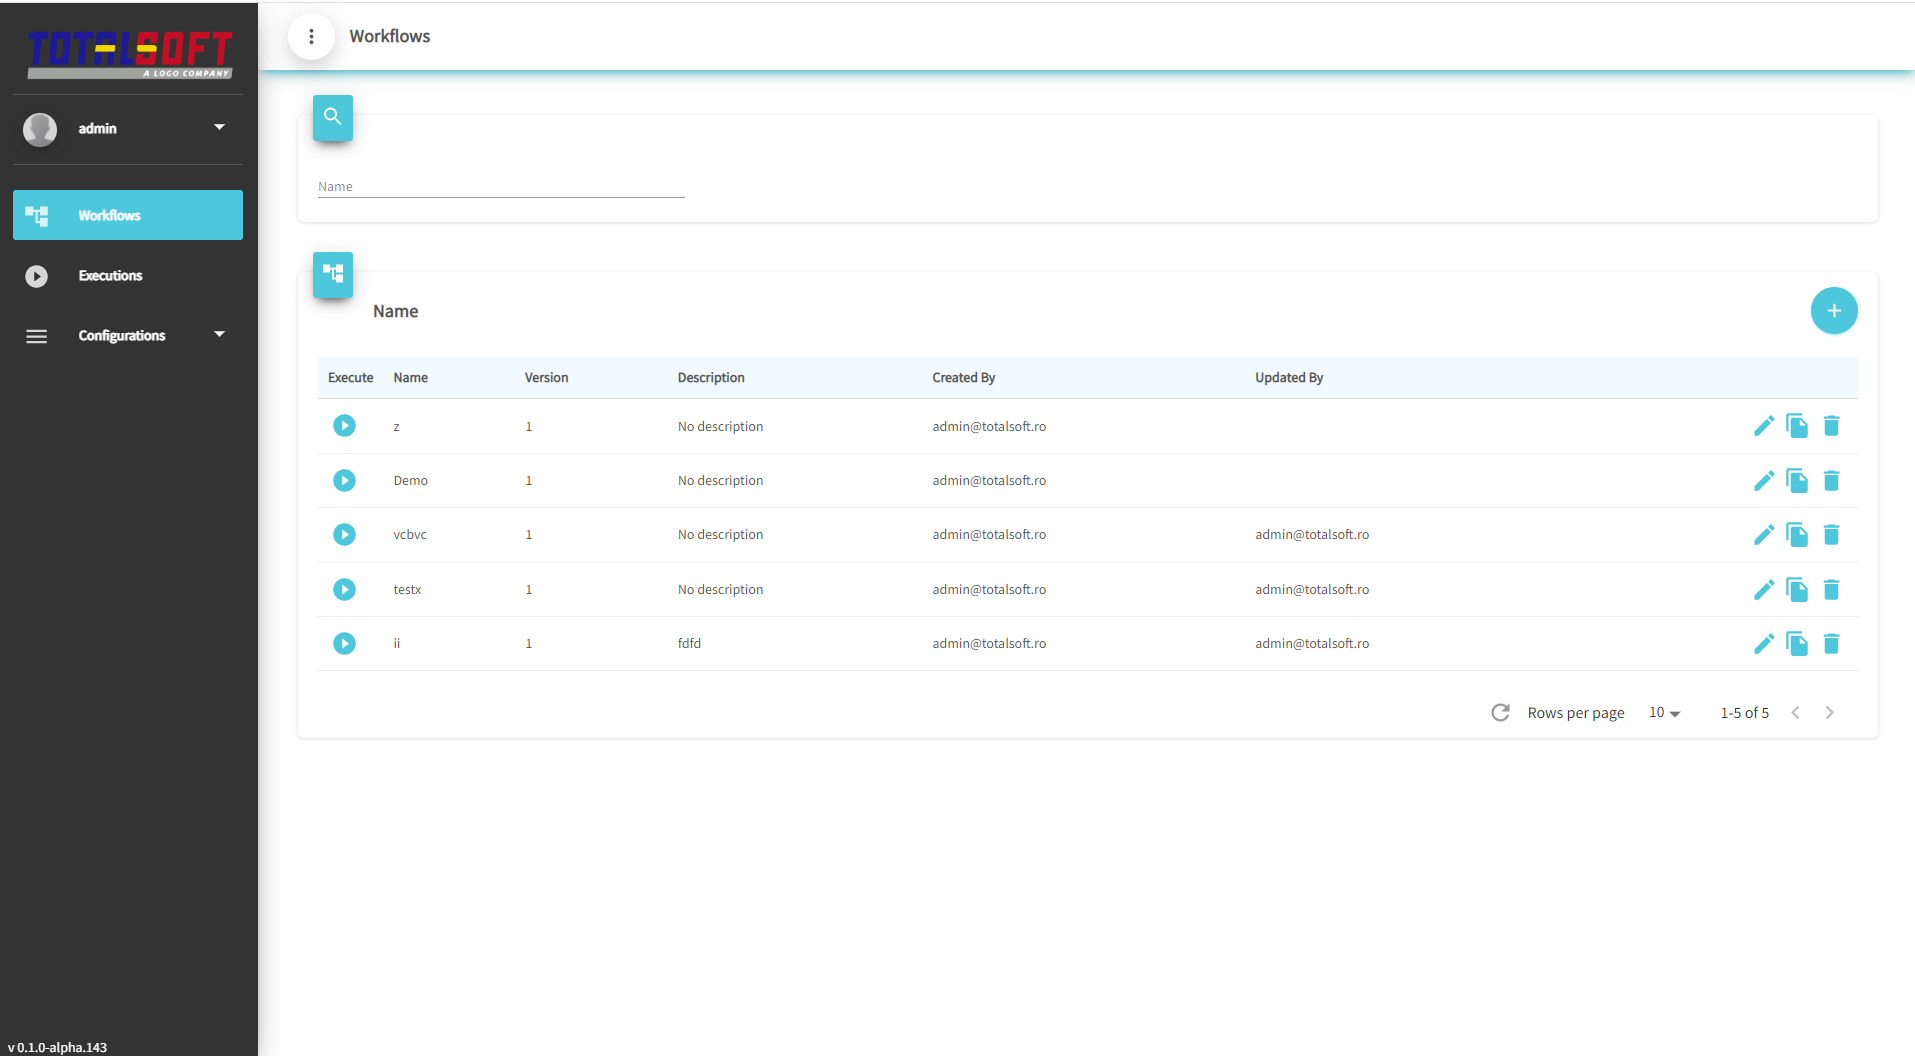 TOTALSOFT
A LOGO COMPANY
admin
Workflows
Executions
Configurations
v 0.1.0-alpha.143
Workflows
Name
Name
Execute Name Version Description Created By Updated By
z 1 No description admin@totalsoft.ro
Demo 1 No description admin@totalsoft.ro
vcbvc 1 No description admin@totalsoft.ro admin@totalsoft.ro
testx 1 No description admin@totalsoft.ro admin@totalsoft.ro
ii 1 fdfd admin@totalsoft.ro admin@totalsoft.ro
Rows per page 10 1-5 of 5